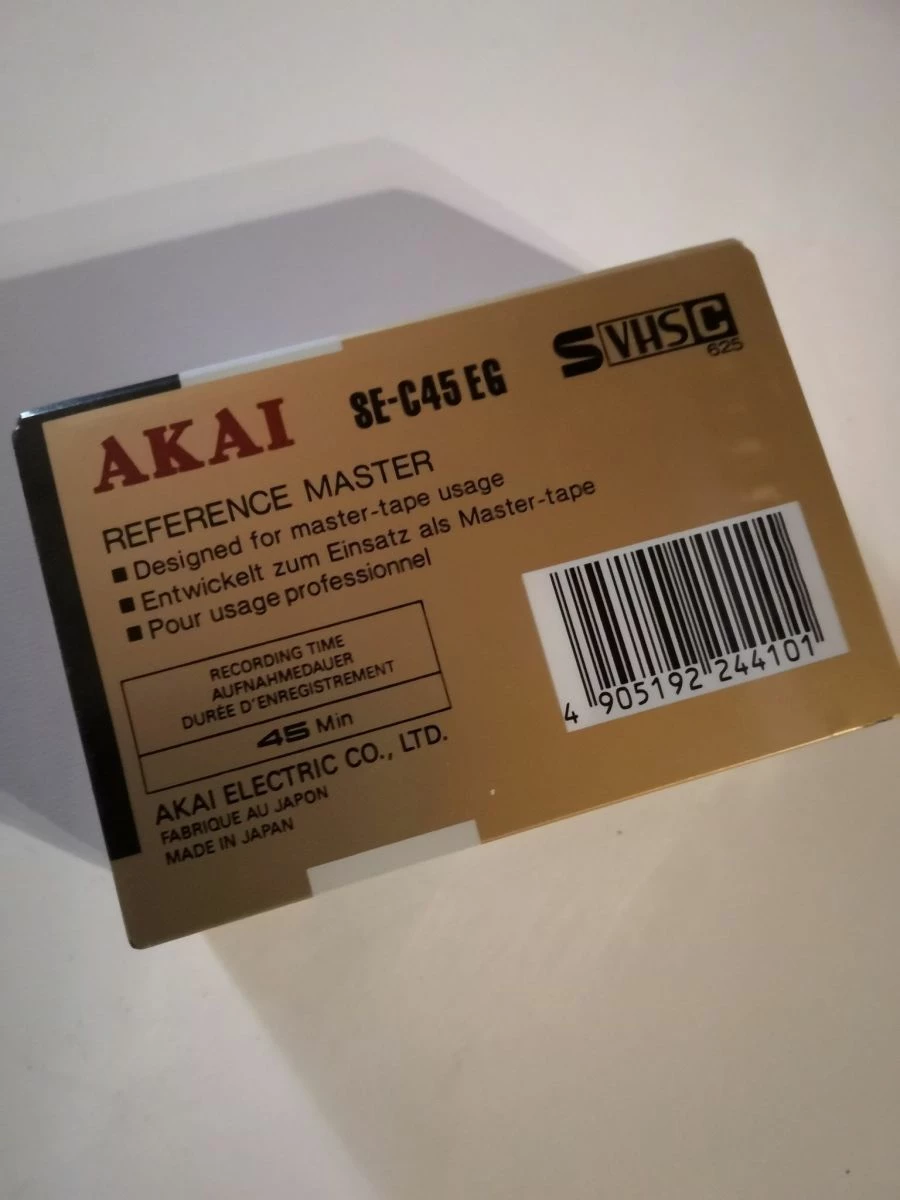 AKAI SE-C45 EG S VHS C
625
REFERENCE MASTER
■ Designed for master-tape usage
■ Entwickelt zum Einsatz als Master-tape
■ Pour usage professionnel
RECORDING TIME
AUFNAHMEDAUER
DURÉE D'ENREGISTREMENT
45 Min
AKAI ELECTRIC CO., LTD.
FABRIQUE AU JAPON
MADE IN JAPAN
4 905192 244101